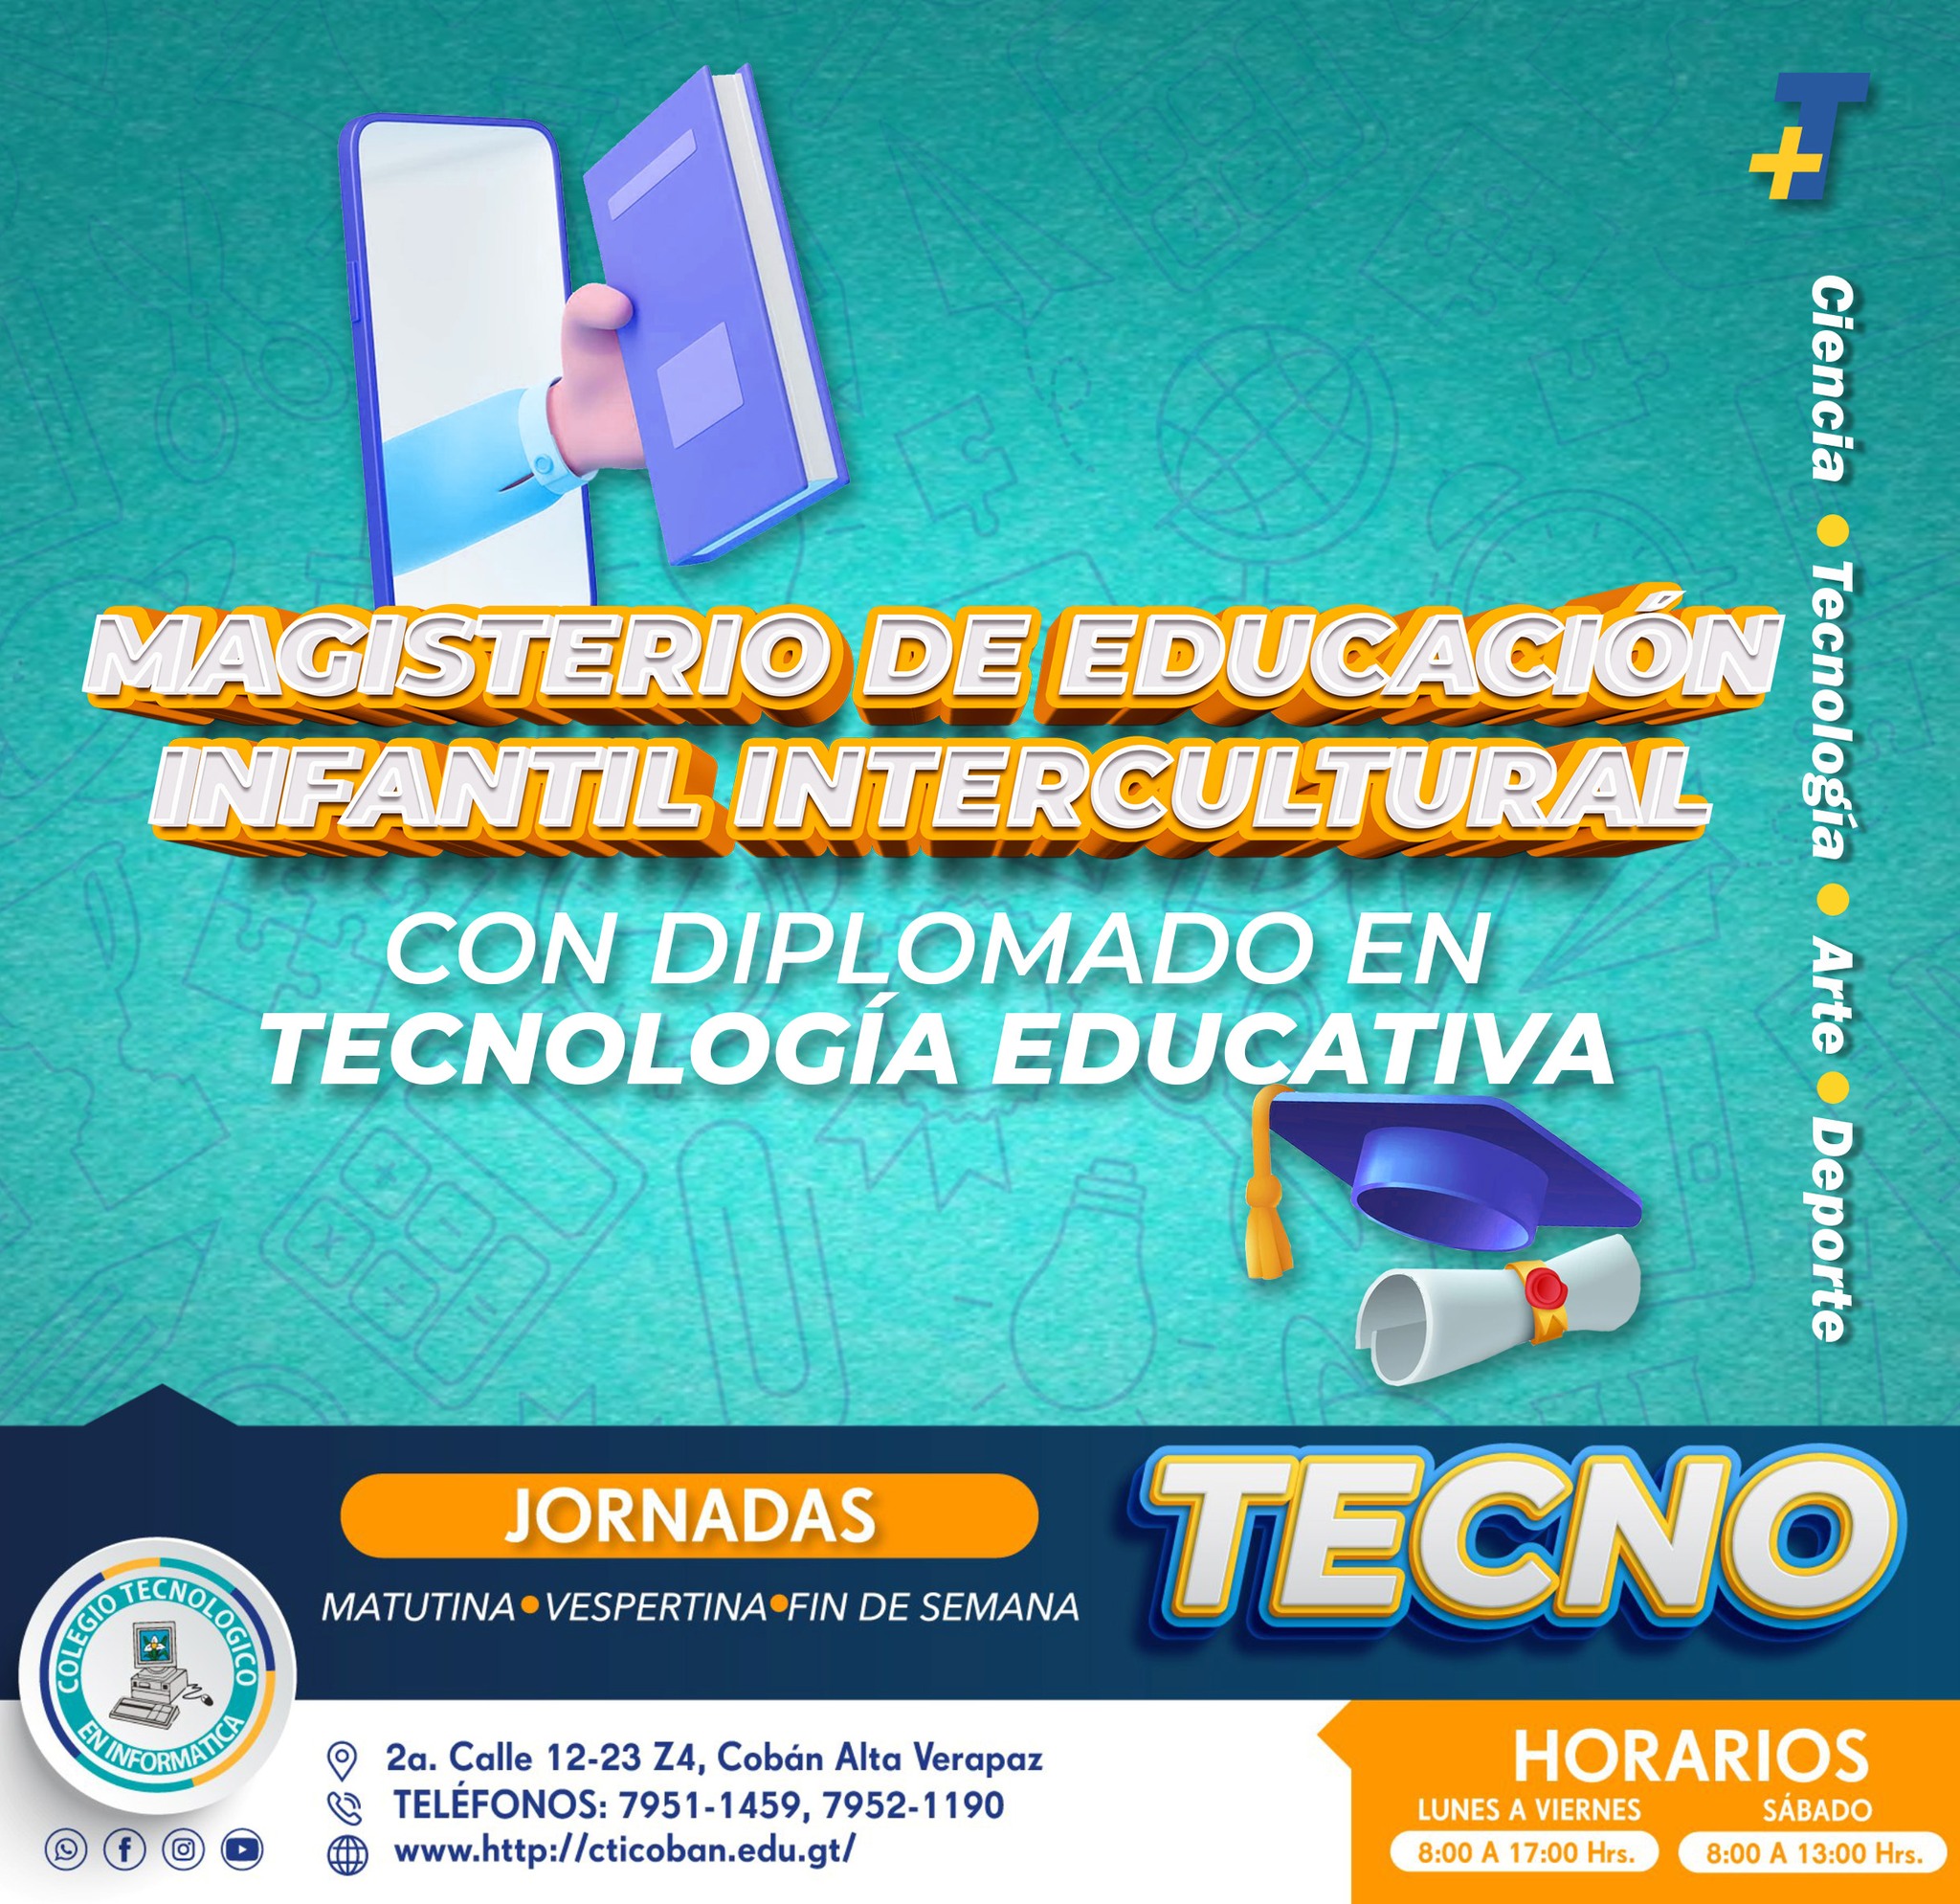 +T
Ciencia • Tecnología • Arte • Deporte
MAGISTERIO DE EDUCACIÓN
INFANTIL INTERCULTURAL
CON DIPLOMADO EN
TECNOLOGÍA EDUCATIVA
JORNADAS
MATUTINA•VESPERTINA•FIN DE SEMANA
TECNO
COLEGIO TECNOLOGICO
EN INFORMATICA
2a. Calle 12-23 Z4, Cobán Alta Verapaz
TELÉFONOS: 7951-1459, 7952-1190
www.http://cticoban.edu.gt/
HORARIOS
LUNES A VIERNES
8:00 A 17:00 Hrs.
SÁBADO
8:00 A 13:00 Hrs.